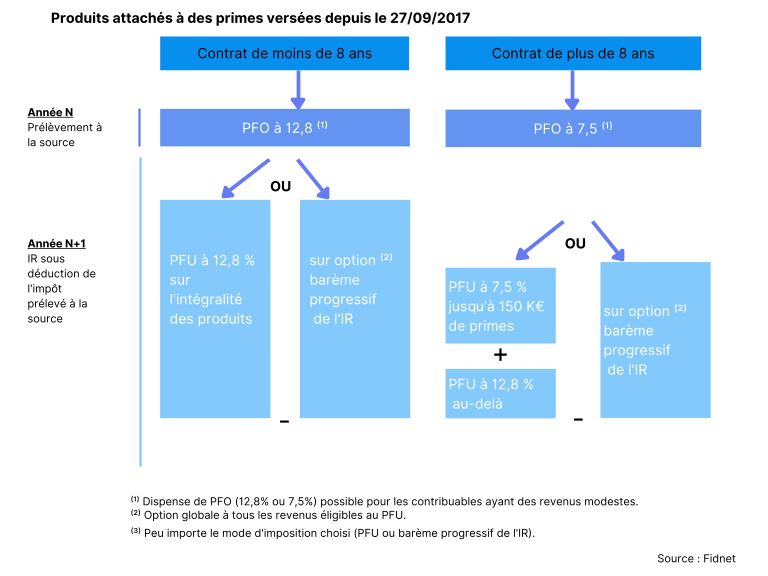 Produits attachés à des primes versées depuis le 27/09/2017
Contrat de moins de 8 ans
Contrat de plus de 8 ans
Année N
Prélèvement à
la source
PFO à 12,8 ⁽¹⁾
PFO à 7,5 ⁽¹⁾
OU
Année N+1
IR sous
déduction de
l'impôt
prélevé à la
source
PFU à 12,8 %
sur
l'intégralité
des produits
sur option ⁽²⁾
barème
progressif
de l'IR
OU
PFU à 7,5 %
jusqu'à 150 K€
de primes
+
PFU à 12,8 %
au-delà
sur option ⁽²⁾
barème
progressif
de l'IR
–
–
⁽¹⁾ Dispense de PFO (12,8% ou 7,5%) possible pour les contribuables ayant des revenus modestes.
⁽²⁾ Option globale à tous les revenus éligibles au PFU.
⁽³⁾ Peu importe le mode d'imposition choisi (PFU ou barème progressif de l'IR).
Source : Fidnet